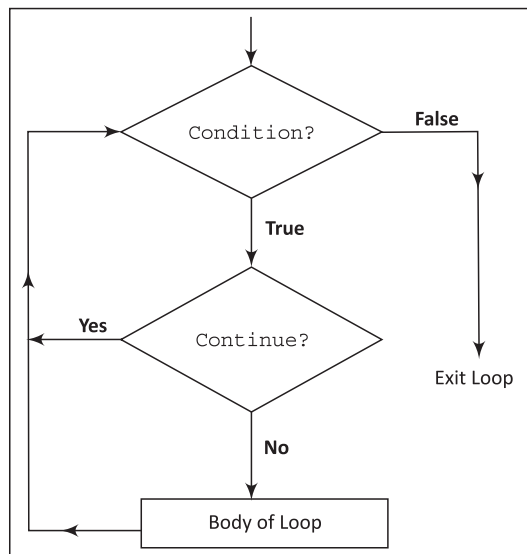 Condition?
False
True
Yes
Continue?
Exit Loop
No
Body of Loop